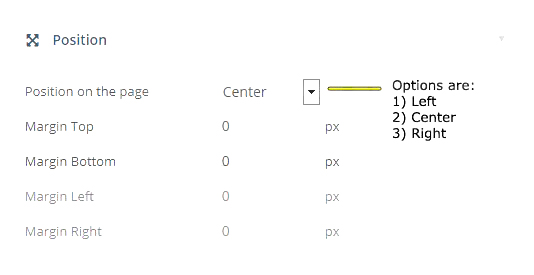 Position
Position on the page Center
Options are:
1) Left
2) Center
3) Right
Margin Top 0 px
Margin Bottom 0 px
Margin Left 0 px
Margin Right 0 px